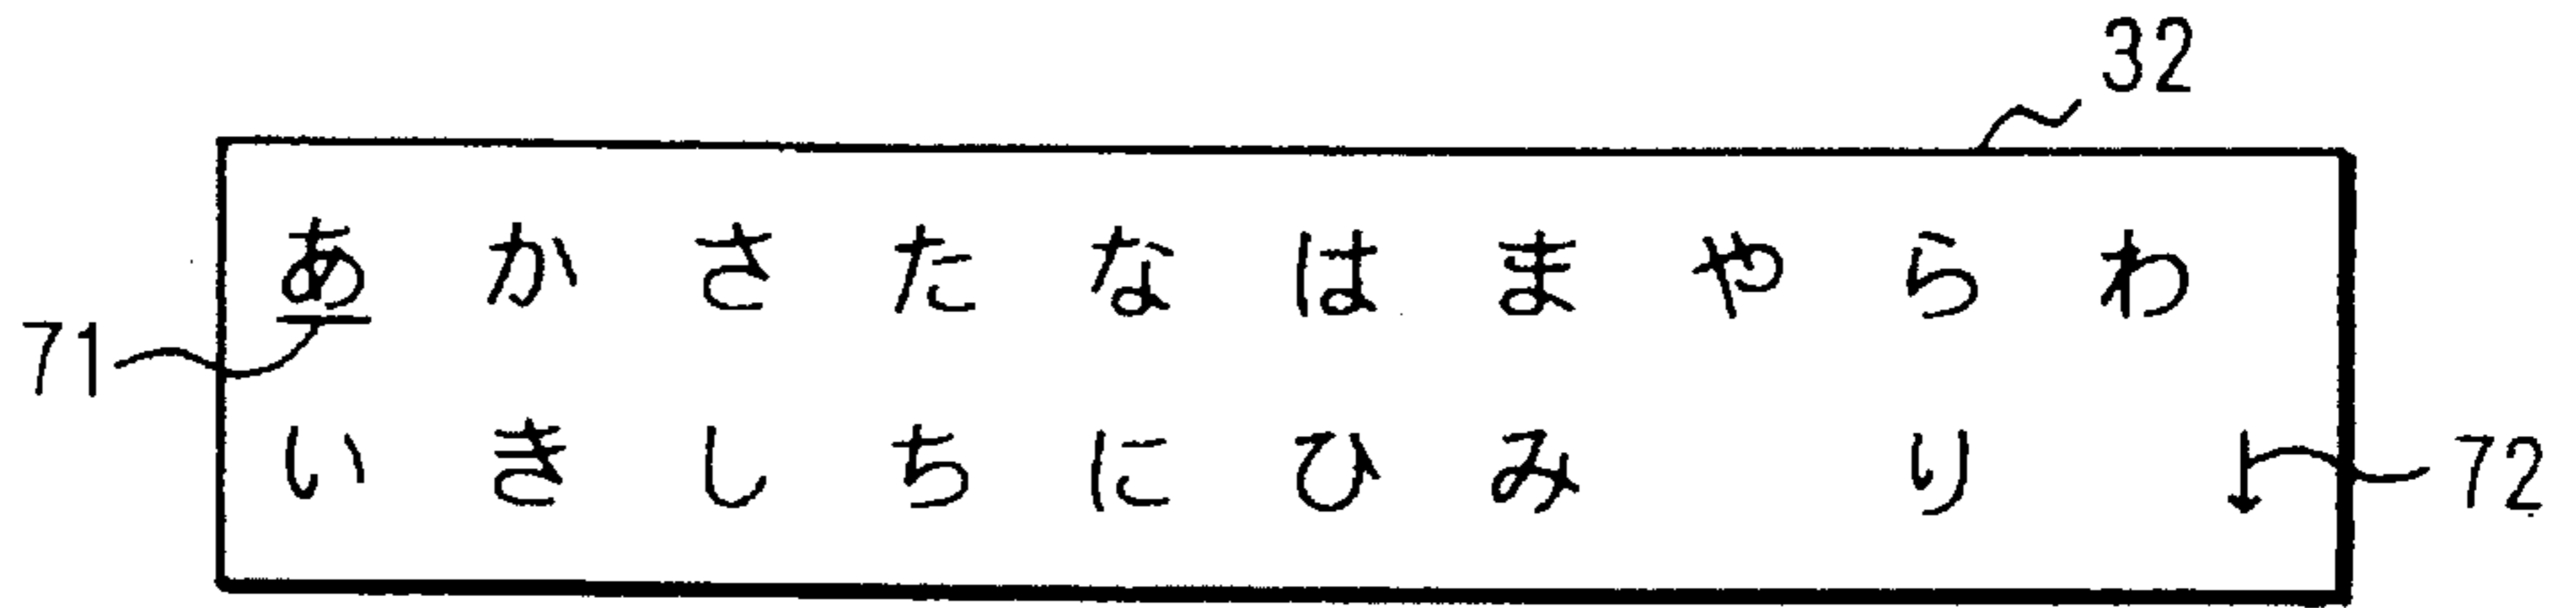 32
あ か さ た な は ま や ら わ
71
い き し ち に ひ み り ↓
72